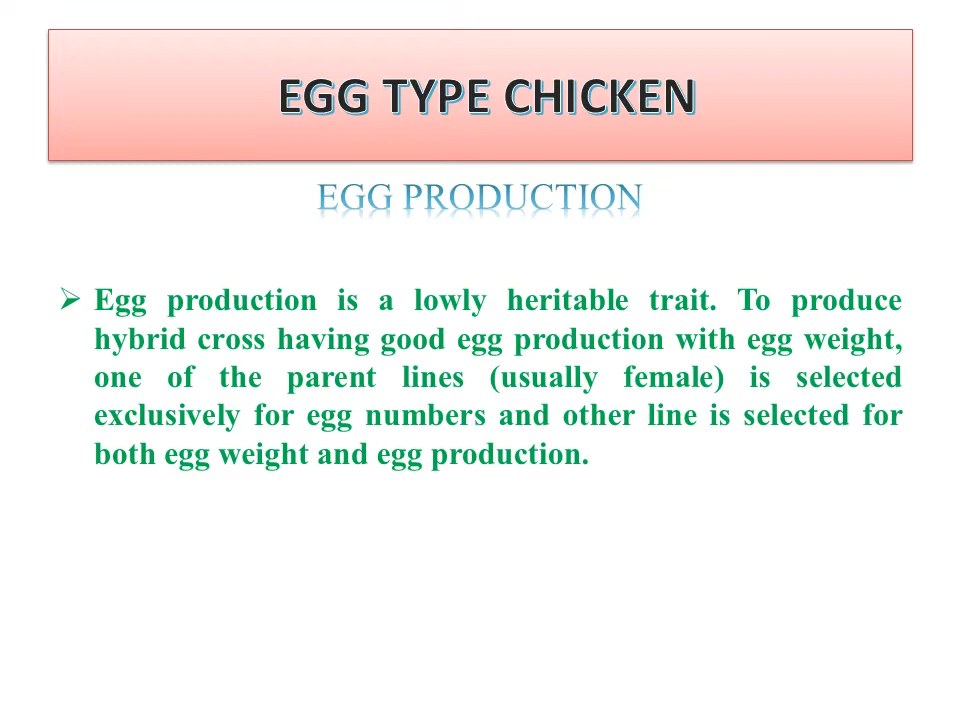 EGG TYPE CHICKEN
EGG PRODUCTION
➢ Egg production is a lowly heritable trait. To produce
hybrid cross having good egg production with egg weight,
one of the parent lines (usually female) is selected
exclusively for egg numbers and other line is selected for
both egg weight and egg production.